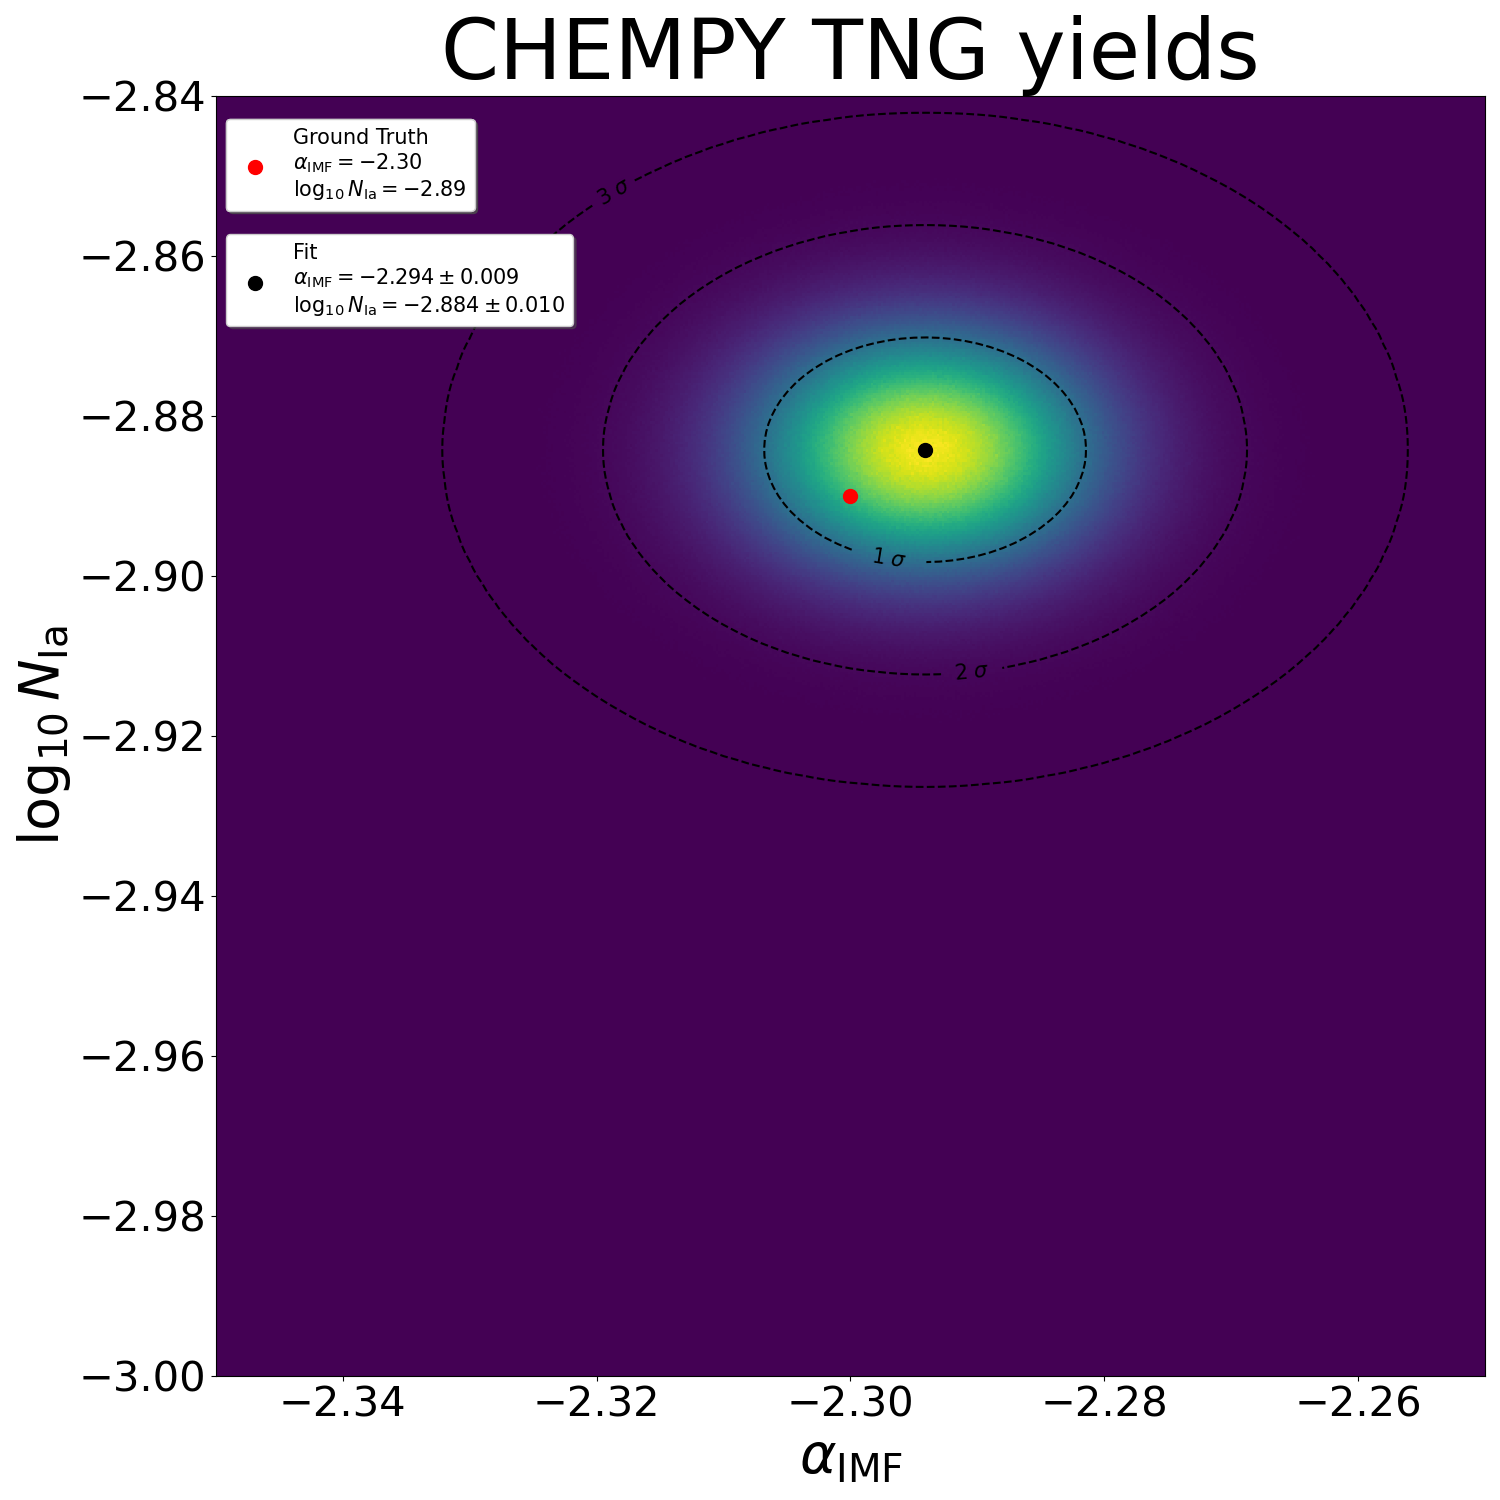 CHEMPY TNG yields
−2.84
−2.86
−2.88
−2.90
−2.92
−2.94
−2.96
−2.98
−3.00
log₁₀ N_Ia
Ground Truth
α_IMF = −2.30
log₁₀ N_Ia = −2.89
Fit
α_IMF = −2.294 ± 0.009
log₁₀ N_Ia = −2.884 ± 0.010
3 σ
1 σ
2 σ
−2.34 −2.32 −2.30 −2.28 −2.26
α_IMF